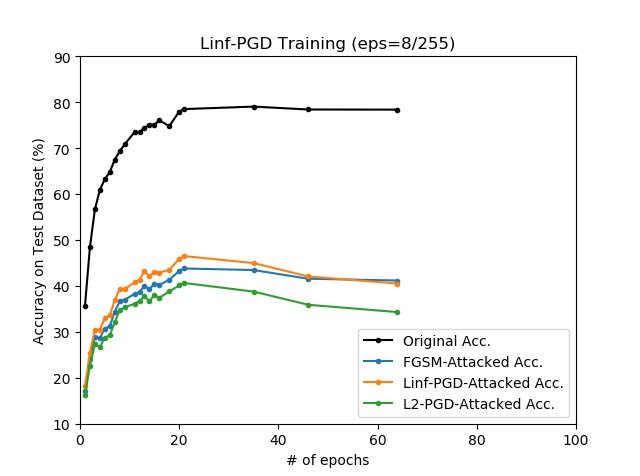 Linf-PGD Training (eps=8/255)
90
80
70
60
50
40
30
20
10
Accuracy on Test Dataset (%)
Original Acc.
FGSM-Attacked Acc.
Linf-PGD-Attacked Acc.
L2-PGD-Attacked Acc.
0 20 40 60 80 100
# of epochs